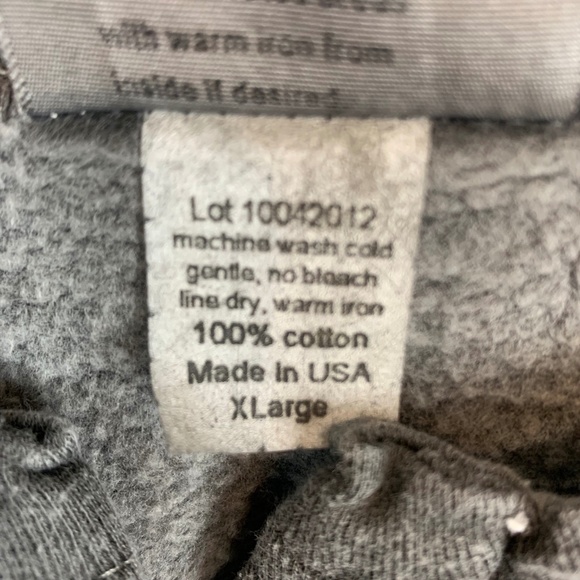 with warm iron from
inside if desired
Lot 10042012
machine wash cold
gentle, no bleach
line dry, warm iron
100% cotton
Made In USA
XLarge